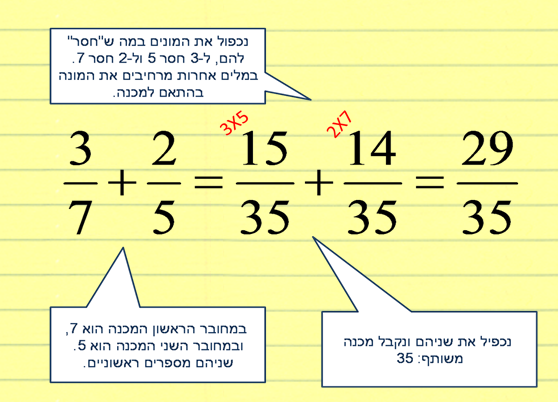 נכפול את המונים במה ש"חסר"
להם, ל-3 חסר 5 ול-2 חסר 7.
במלים אחרות מרחיבים את המונה
בהתאם למכנה.
3X5 2X7
3/7 + 2/5 = 15/35 + 14/35 = 29/35
במחובר הראשון המכנה הוא 7,
ובמחובר השני המכנה הוא 5.
שניהם מספרים ראשוניים.
נכפיל את שניהם ונקבל מכנה
משותף: 35